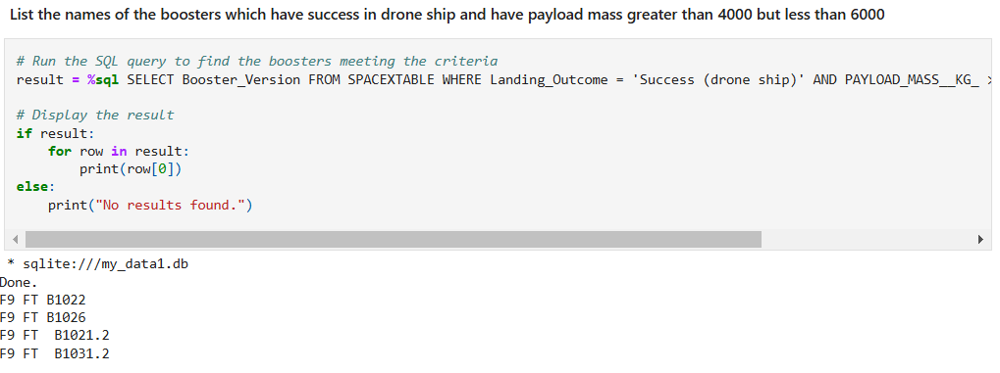 List the names of the boosters which have success in drone ship and have payload mass greater than 4000 but less than 6000
# Run the SQL query to find the boosters meeting the criteria
result = %sql SELECT Booster_Version FROM SPACEXTABLE WHERE Landing_Outcome = 'Success (drone ship)' AND PAYLOAD_MASS__KG_ >
# Display the result
if result:
    for row in result:
        print(row[0])
else:
    print("No results found.")
* sqlite:///my_data1.db
Done.
F9 FT B1022
F9 FT B1026
F9 FT  B1021.2
F9 FT  B1031.2